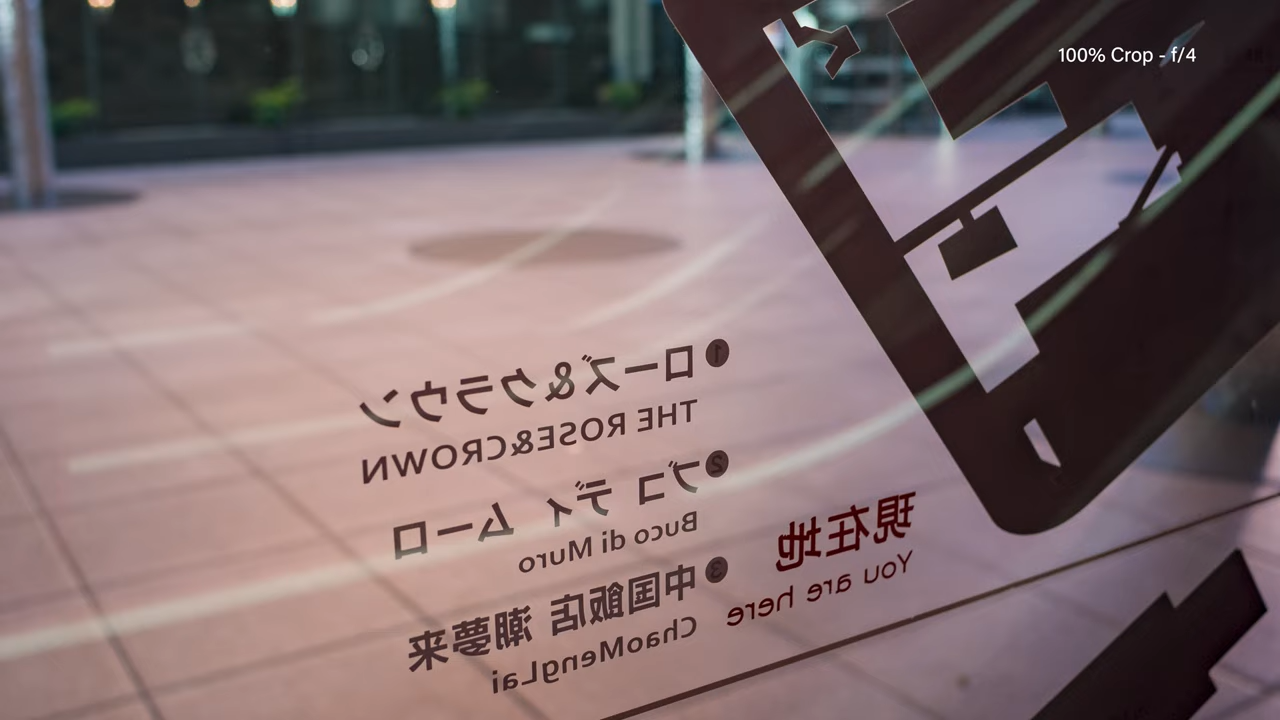 100% Crop - f/4
1
ローズ&クラウン
THE ROSE&CROWN
2
ブコ ディ ムーロ
Buco di Muro
3
中国飯店 潮夢来
ChaoMengLai
現在地
You are here